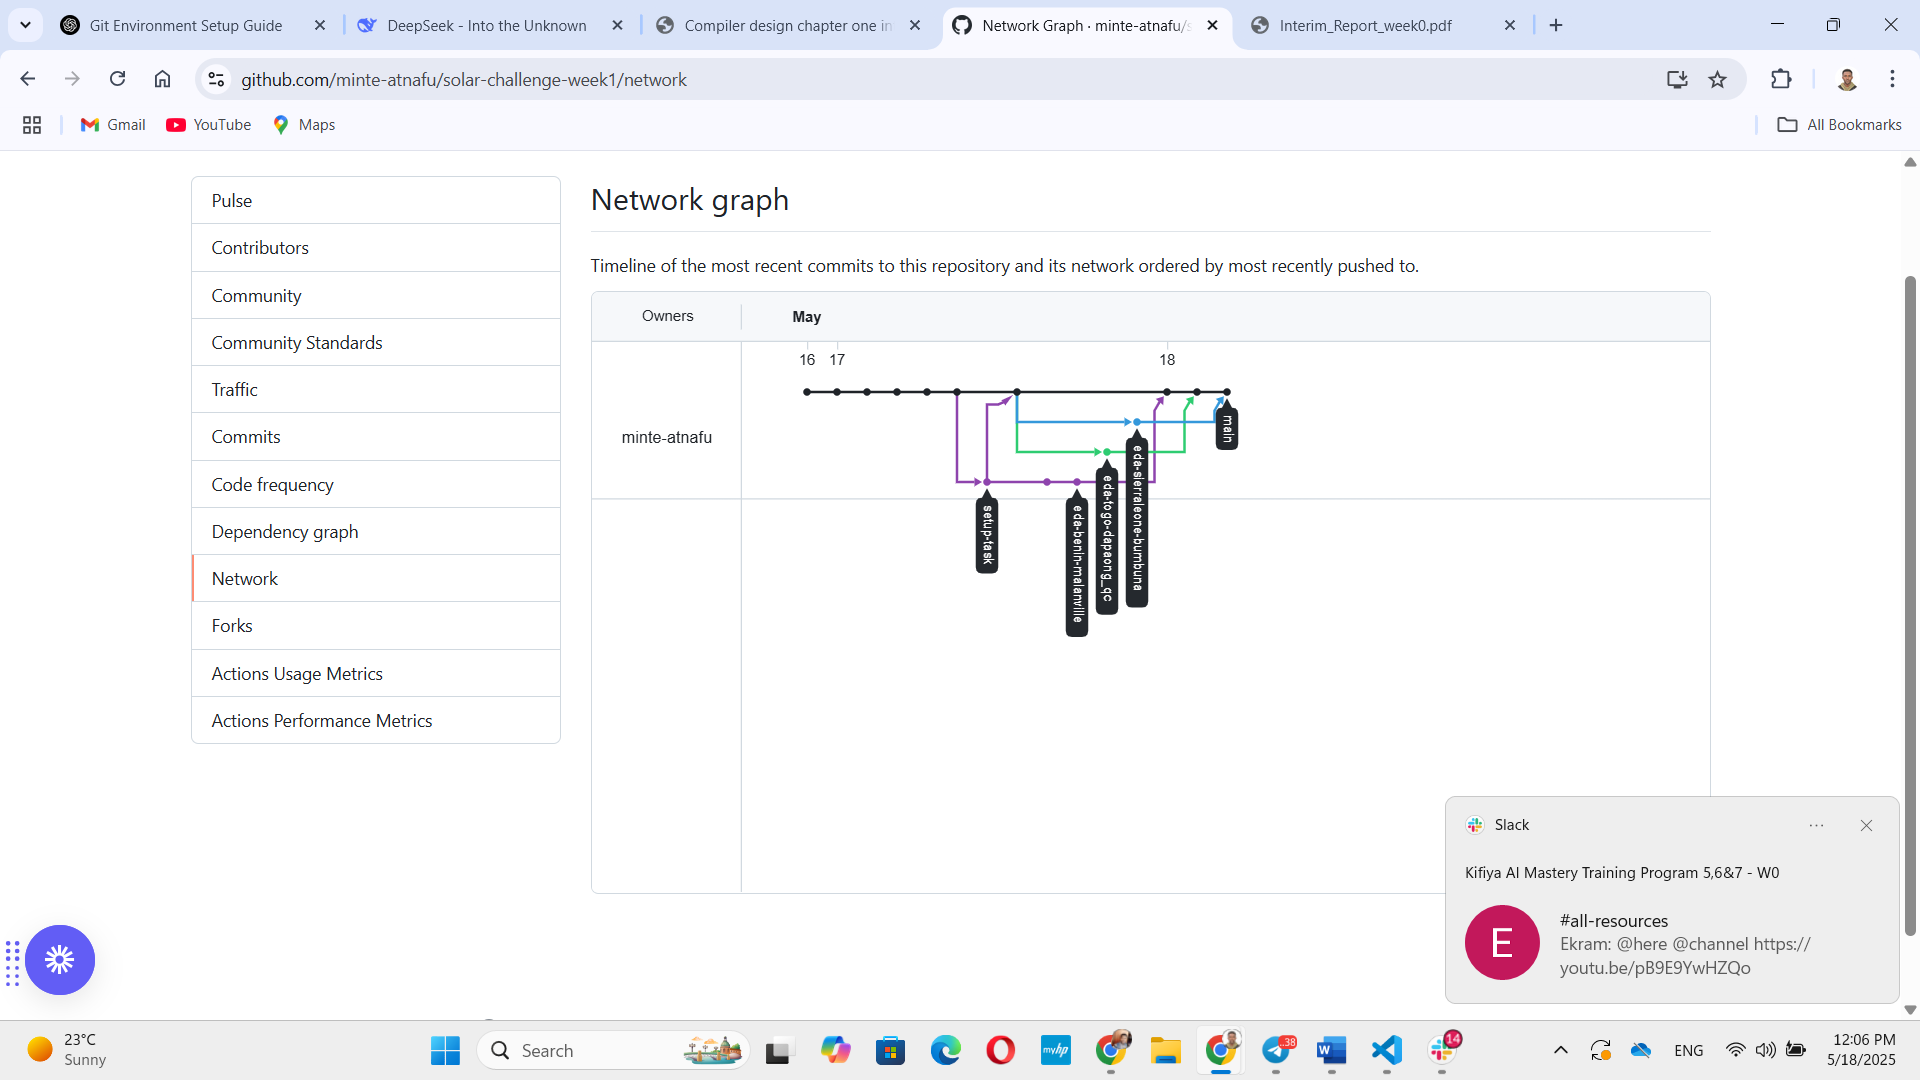 Git Environment Setup Guide
DeepSeek - Into the Unknown
Compiler design chapter one in
Network Graph · minte-atnafu/s
Interim_Report_week0.pdf
github.com/minte-atnafu/solar-challenge-week1/network
Gmail
YouTube
Maps
All Bookmarks
Pulse
Contributors
Community
Community Standards
Traffic
Commits
Code frequency
Dependency graph
Network
Forks
Actions Usage Metrics
Actions Performance Metrics
Network graph
Timeline of the most recent commits to this repository and its network ordered by most recently pushed to.
Owners
May
16
17
18
minte-atnafu
main
setup-task
eda-benin-malanville
eda-togo-dapaong_qc
eda-sierraleone-bumbuna
Slack
Kifiya AI Mastery Training Program 5,6&7 - W0
E
#all-resources
Ekram: @here @channel https://
youtu.be/pB9E9YwHZQo
23°C
Sunny
Search
myhp
..38
14
ENG
12:06 PM
5/18/2025